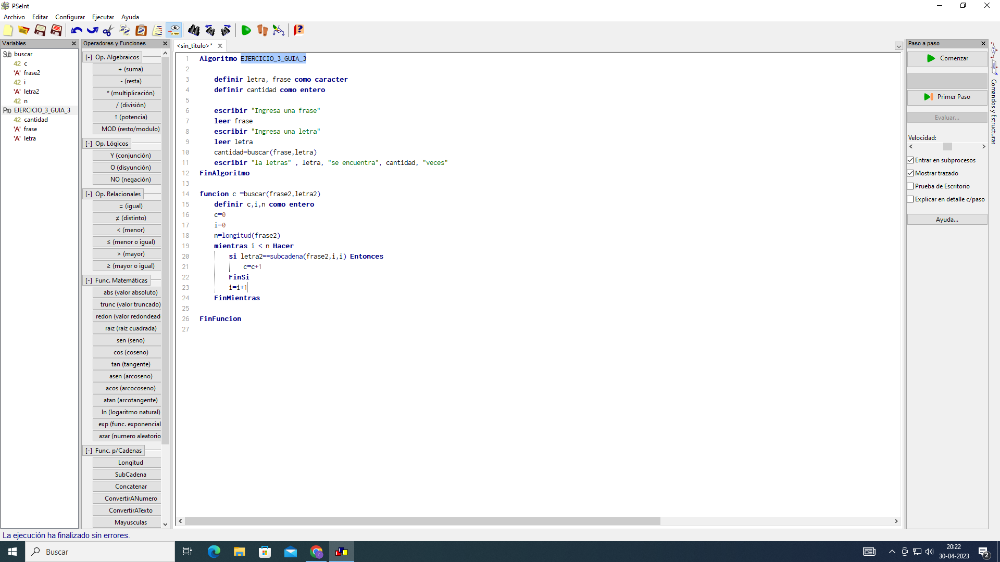 PSeInt
Archivo Editar Configurar Ejecutar Ayuda
Variables
Sub buscar
42 c
'A' frase2
42 i
'A' letra2
42 n
Pro EJERCICIO_3_GUIA_3
42 cantidad
'A' frase
'A' letra
Operadores y Funciones
[-] Op. Algebraicos
+ (suma)
- (resta)
* (multiplicación)
/ (división)
↑ (potencia)
MOD (resto/modulo)
[-] Op. Lógicos
Y (conjunción)
O (disyunción)
NO (negación)
[-] Op. Relacionales
= (igual)
≠ (distinto)
< (menor)
≤ (menor o igual)
> (mayor)
≥ (mayor o igual)
[-] Func. Matemáticas
abs (valor absoluto)
trunc (valor truncado)
redon (valor redondead
raiz (raíz cuadrada)
sen (seno)
cos (coseno)
tan (tangente)
asen (arcoseno)
acos (arcocoseno)
atan (arcotangente)
ln (logaritmo natural)
exp (func. exponencial
azar (numero aleatorio
[-] Func. p/Cadenas
Longitud
SubCadena
Concatenar
ConvertirANumero
ConvertirATexto
Mayusculas
<sin_titulo>*
1 Algoritmo EJERCICIO_3_GUIA_3
2
3 definir letra, frase como caracter
4 definir cantidad como entero
5
6 escribir "Ingresa una frase"
7 leer frase
8 escribir "Ingresa una letra"
9 leer letra
10 cantidad=buscar(frase,letra)
11 escribir "la letras" , letra, "se encuentra", cantidad, "veces"
12 FinAlgoritmo
13
14 funcion c =buscar(frase2,letra2)
15 definir c,i,n como entero
16 c=0
17 i=0
18 n=longitud(frase2)
19 mientras i < n Hacer
20 si letra2==subcadena(frase2,i,i) Entonces
21 c=c+1
22 FinSi
23 i=i+1
24 FinMientras
25
26 FinFuncion
27
Paso a paso
Comenzar
Primer Paso
Evaluar...
Velocidad:
Entrar en subprocesos
Mostrar trazado
Prueba de Escritorio
Explicar en detalle c/paso
Ayuda...
Comandos y Estructuras
La ejecución ha finalizado sin errores.
Buscar
20:22
30-04-2023
2